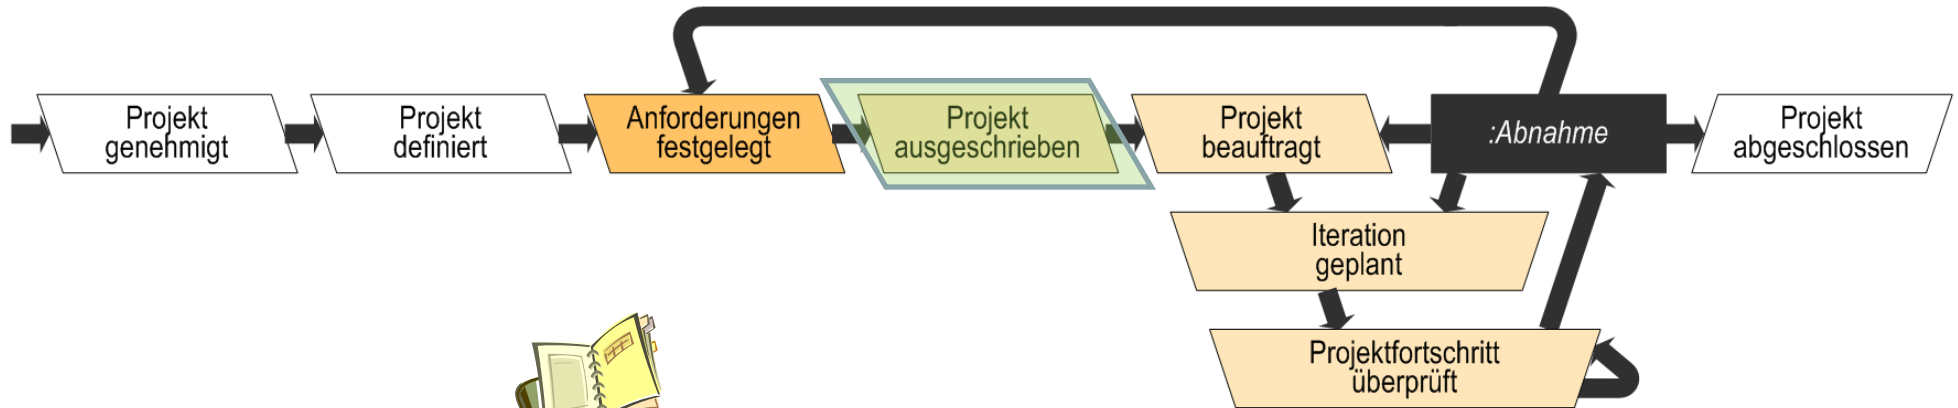 Projekt
genehmigt
Projekt
definiert
Anforderungen
festgelegt
Projekt
ausgeschrieben
Projekt
beauftragt
:Abnahme
Projekt
abgeschlossen
Iteration
geplant
Projektfortschritt
überprüft